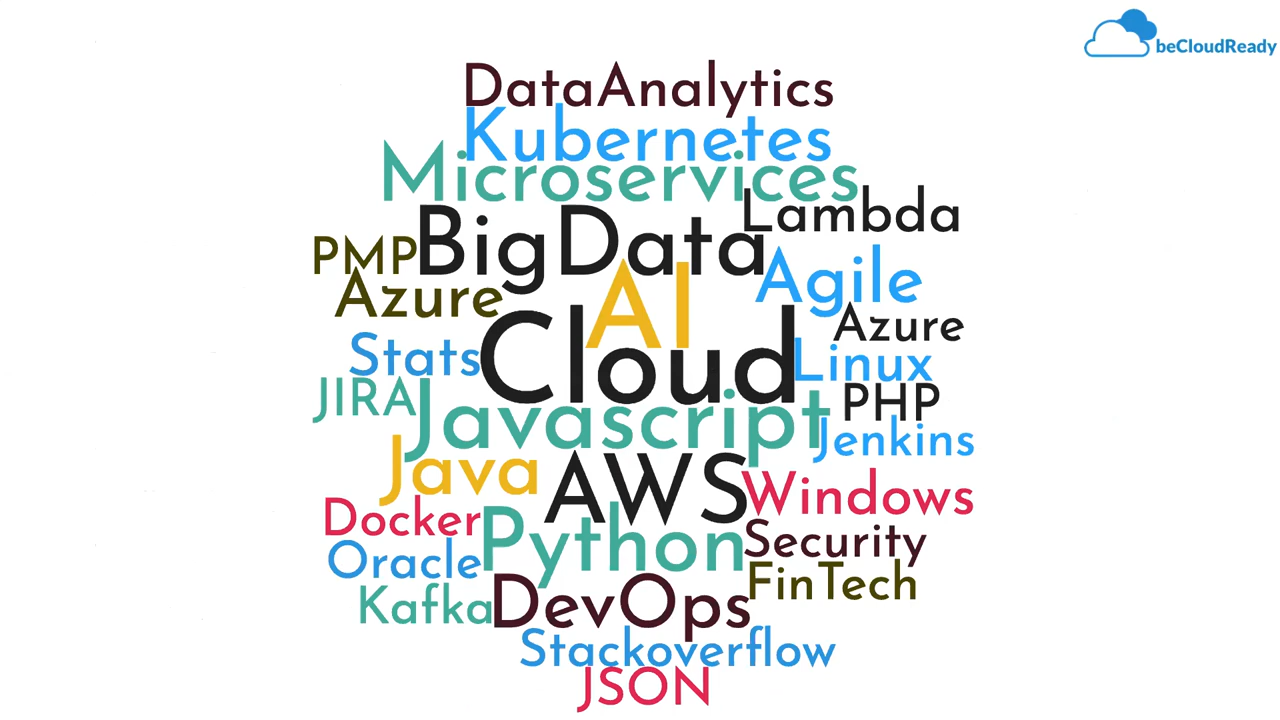 beCloudReady
DataAnalytics
Kubernetes
Microservices
Lambda
BigData
PMP
Agile
Azure
AI
Azure
Cloud
Stats
Linux
JIRA
PHP
Javascript
Jenkins
Java
AWS
Windows
Docker
Python
Security
Oracle
FinTech
Kafka
DevOps
Stackoverflow
JSON